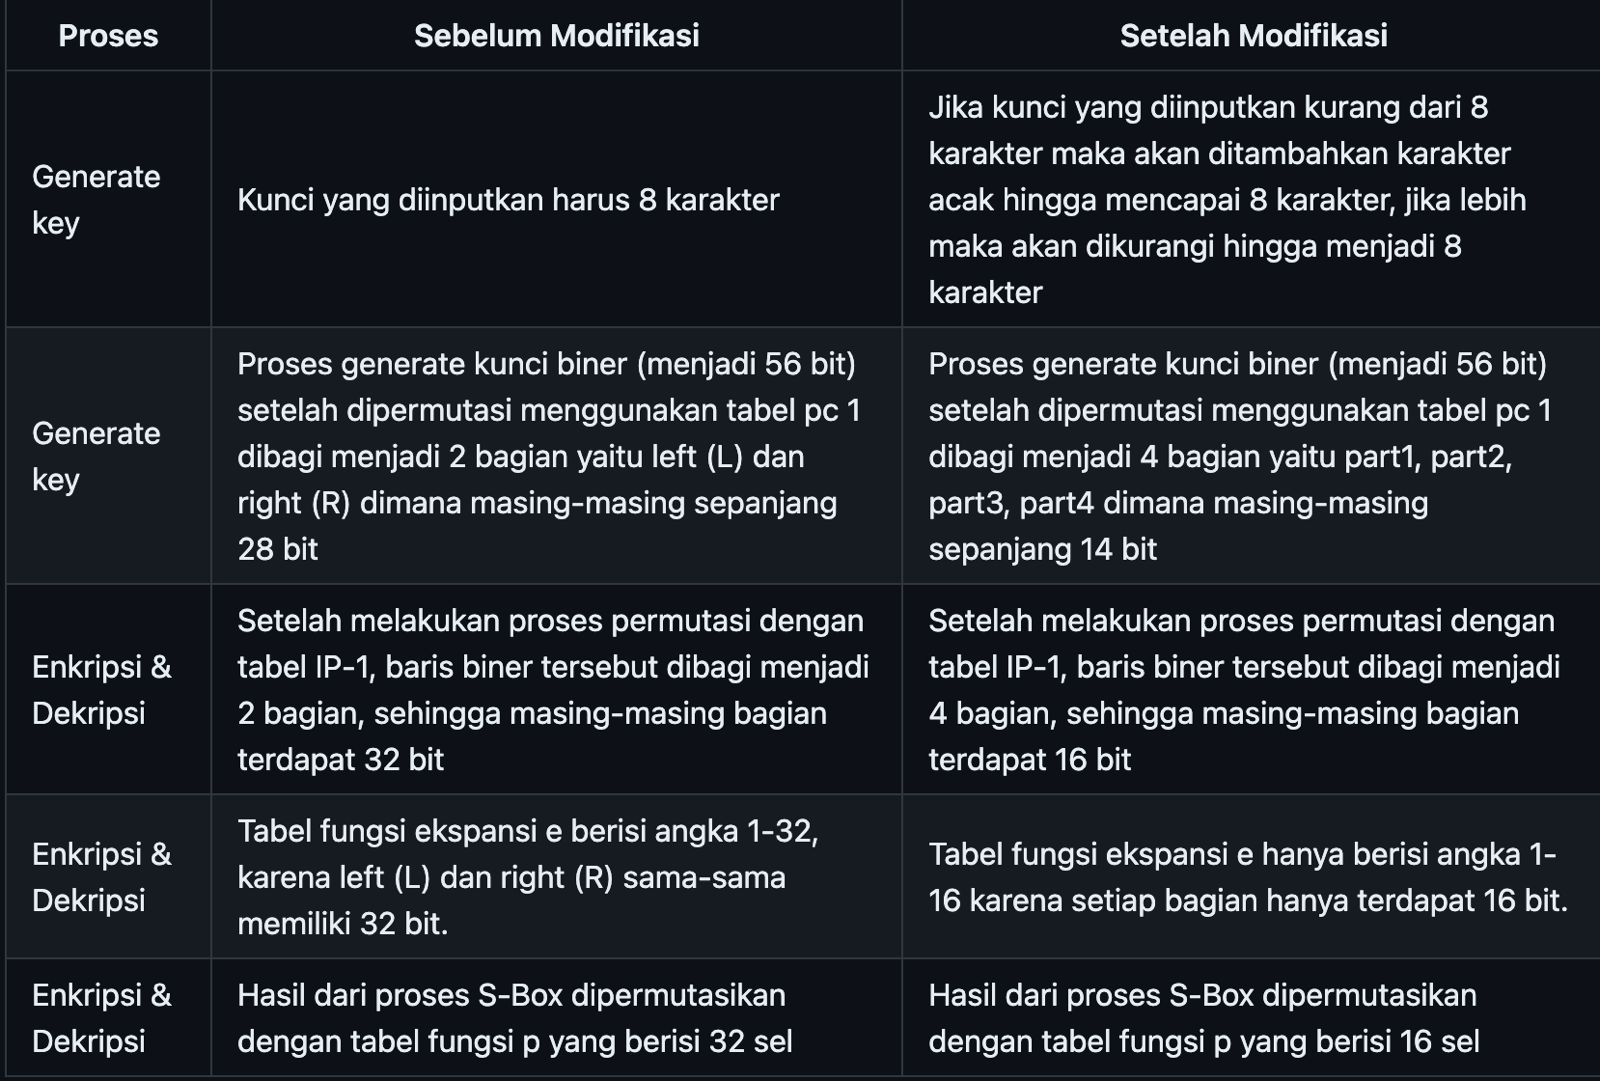 Proses
Sebelum Modifikasi
Setelah Modifikasi
Generate
key
Kunci yang diinputkan harus 8 karakter
Jika kunci yang diinputkan kurang dari 8
karakter maka akan ditambahkan karakter
acak hingga mencapai 8 karakter, jika lebih
maka akan dikurangi hingga menjadi 8
karakter
Generate
key
Proses generate kunci biner (menjadi 56 bit)
setelah dipermutasi menggunakan tabel pc 1
dibagi menjadi 2 bagian yaitu left (L) dan
right (R) dimana masing-masing sepanjang
28 bit
Proses generate kunci biner (menjadi 56 bit)
setelah dipermutasi menggunakan tabel pc 1
dibagi menjadi 4 bagian yaitu part1, part2,
part3, part4 dimana masing-masing
sepanjang 14 bit
Enkripsi &
Dekripsi
Setelah melakukan proses permutasi dengan
tabel IP-1, baris biner tersebut dibagi menjadi
2 bagian, sehingga masing-masing bagian
terdapat 32 bit
Setelah melakukan proses permutasi dengan
tabel IP-1, baris biner tersebut dibagi menjadi
4 bagian, sehingga masing-masing bagian
terdapat 16 bit
Enkripsi &
Dekripsi
Tabel fungsi ekspansi e berisi angka 1-32,
karena left (L) dan right (R) sama-sama
memiliki 32 bit.
Tabel fungsi ekspansi e hanya berisi angka 1-
16 karena setiap bagian hanya terdapat 16 bit.
Enkripsi &
Dekripsi
Hasil dari proses S-Box dipermutasikan
dengan tabel fungsi p yang berisi 32 sel
Hasil dari proses S-Box dipermutasikan
dengan tabel fungsi p yang berisi 16 sel